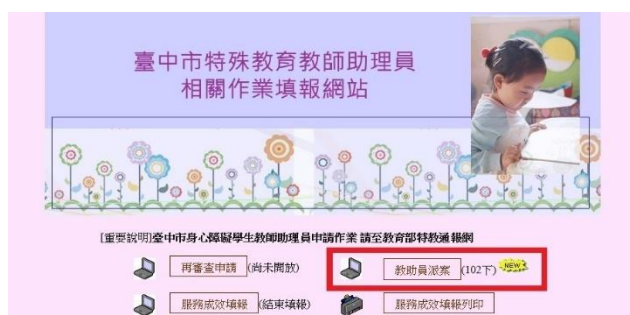 臺中市特殊教育教師助理員
相關作業填報網站
[重要說明]臺中市身心障礙學生教師助理員申請作業 請至教育部特教通報網
再審查申請 (尚未開放)
教助員派案 (102下) NEW
服務成效填報 (結束填報)
服務成效填報列印